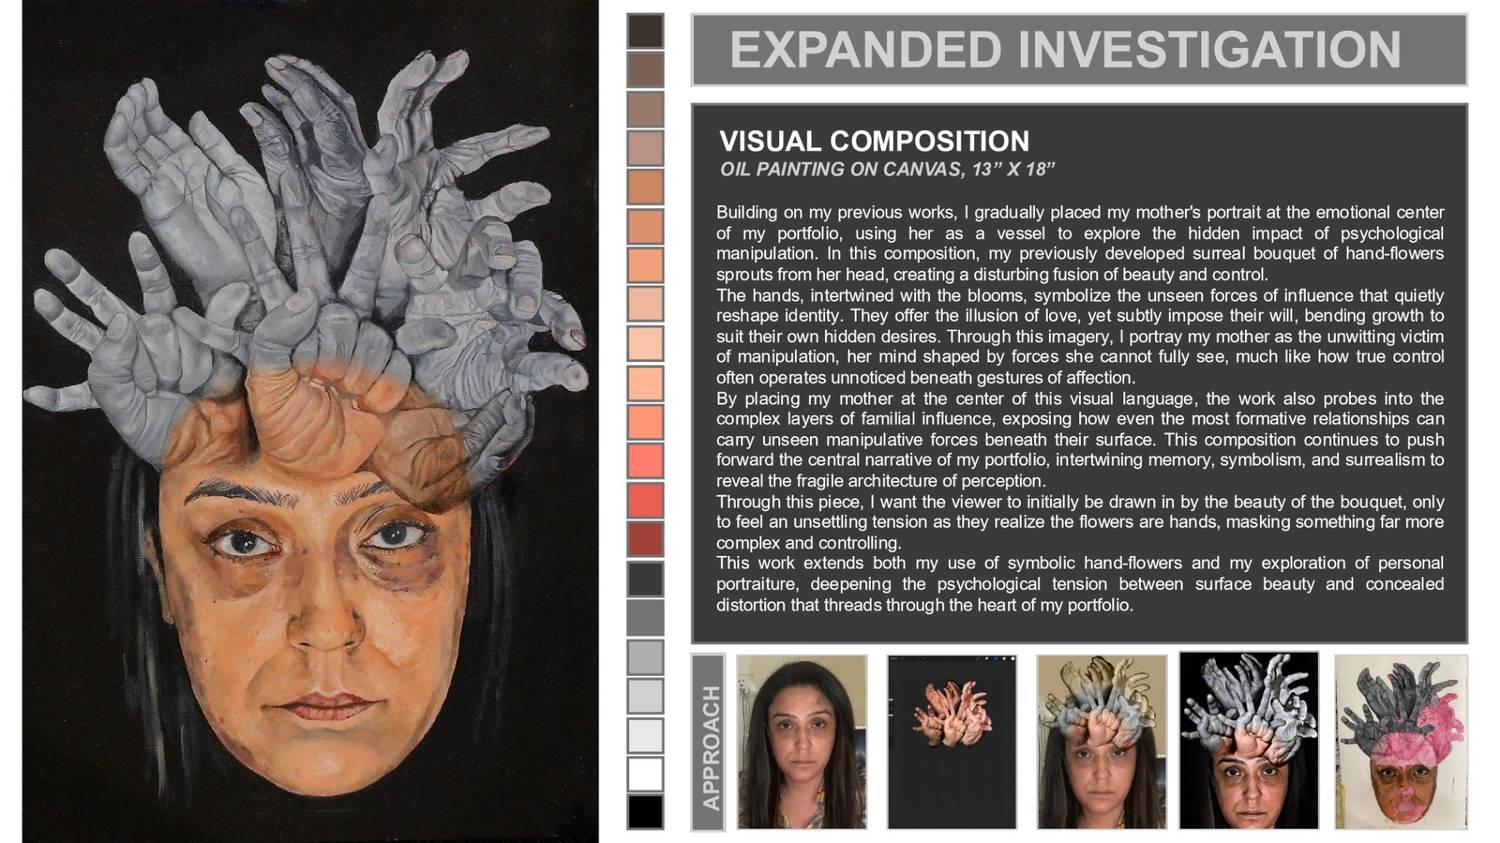 EXPANDED INVESTIGATION
VISUAL COMPOSITION
OIL PAINTING ON CANVAS, 13” X 18”
Building on my previous works, I gradually placed my mother's portrait at the emotional center
of my portfolio, using her as a vessel to explore the hidden impact of psychological
manipulation. In this composition, my previously developed surreal bouquet of hand-flowers
sprouts from her head, creating a disturbing fusion of beauty and control.
The hands, intertwined with the blooms, symbolize the unseen forces of influence that quietly
reshape identity. They offer the illusion of love, yet subtly impose their will, bending growth to
suit their own hidden desires. Through this imagery, I portray my mother as the unwitting victim
of manipulation, her mind shaped by forces she cannot fully see, much like how true control
often operates unnoticed beneath gestures of affection.
By placing my mother at the center of this visual language, the work also probes into the
complex layers of familial influence, exposing how even the most formative relationships can
carry unseen manipulative forces beneath their surface. This composition continues to push
forward the central narrative of my portfolio, intertwining memory, symbolism, and surrealism to
reveal the fragile architecture of perception.
Through this piece, I want the viewer to initially be drawn in by the beauty of the bouquet, only
to feel an unsettling tension as they realize the flowers are hands, masking something far more
complex and controlling.
This work extends both my use of symbolic hand-flowers and my exploration of personal
portraiture, deepening the psychological tension between surface beauty and concealed
distortion that threads through the heart of my portfolio.
APPROACH